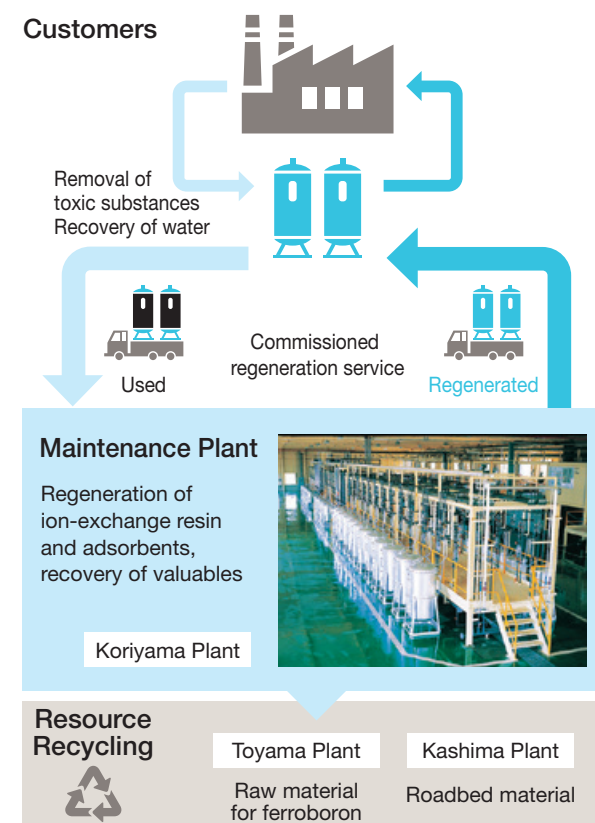 Customers
Removal of
toxic substances
Recovery of water
Used
Commissioned
regeneration service
Regenerated
Maintenance Plant
Regeneration of
ion-exchange resin
and adsorbents,
recovery of valuables
Koriyama Plant
Resource
Recycling
Toyama Plant
Raw material
for ferroboron
Kashima Plant
Roadbed material